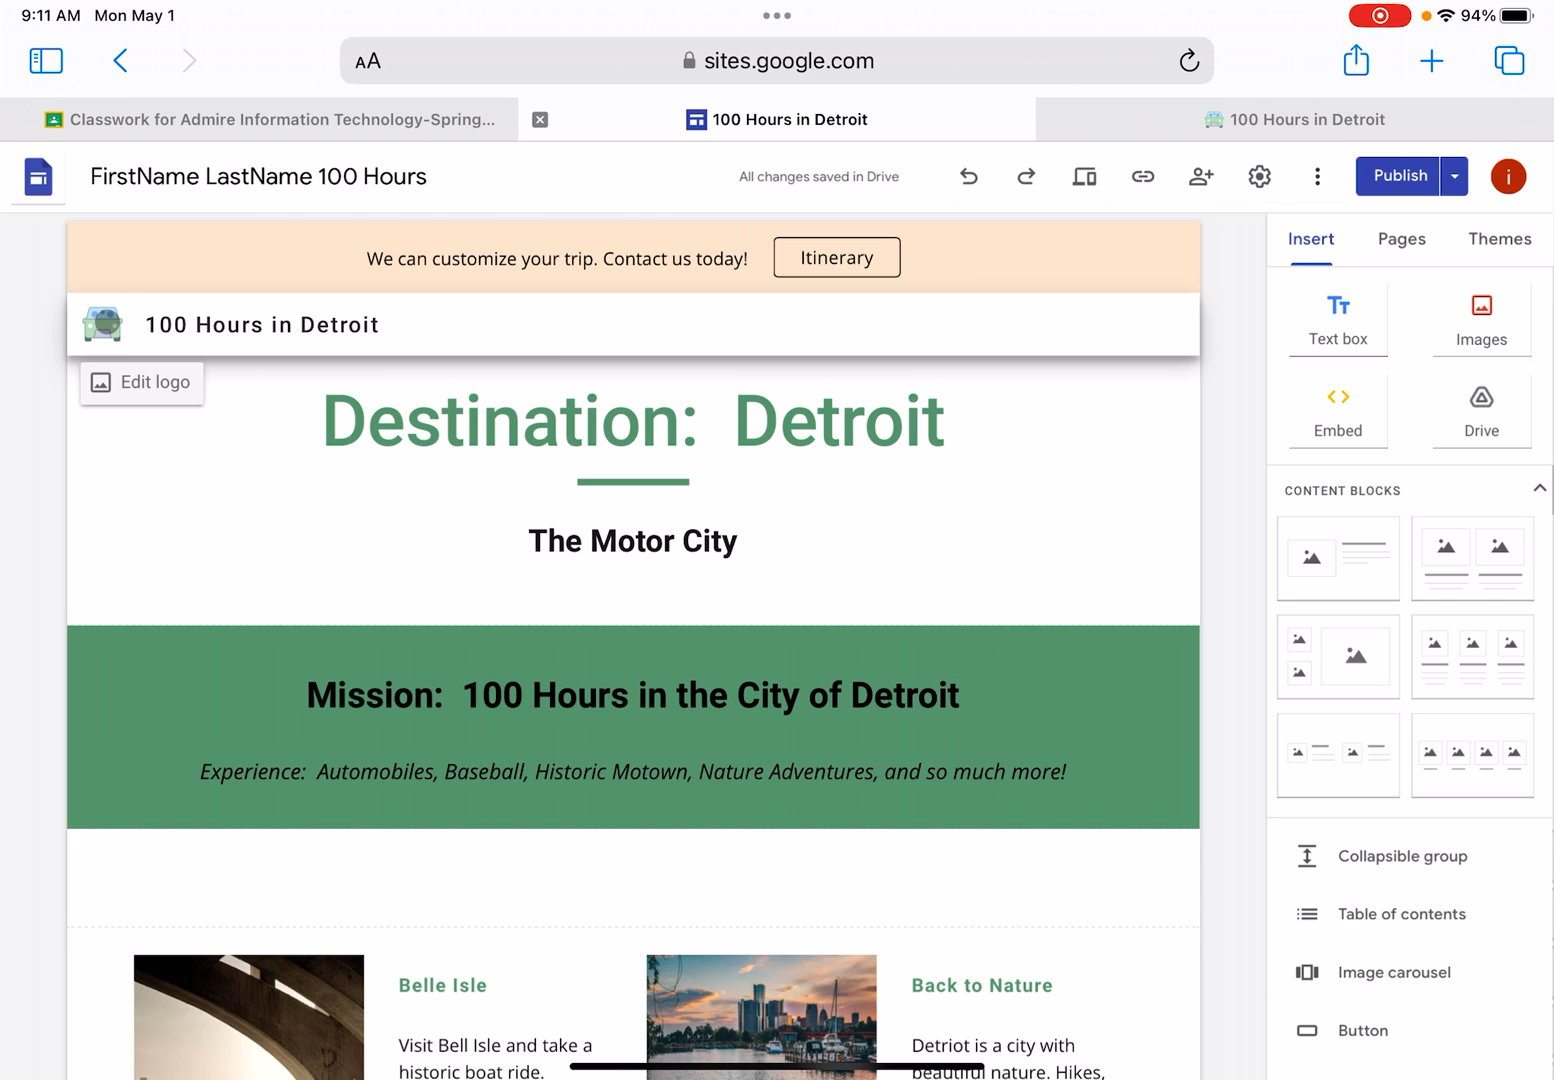 9:11 AM Mon May 1
94%
AA
sites.google.com
Classwork for Admire Information Technology-Spring...
100 Hours in Detroit
100 Hours in Detroit
FirstName LastName 100 Hours
All changes saved in Drive
Publish
i
We can customize your trip. Contact us today!
Itinerary
100 Hours in Detroit
Edit logo
Destination: Detroit
The Motor City
Mission: 100 Hours in the City of Detroit
Experience: Automobiles, Baseball, Historic Motown, Nature Adventures, and so much more!
Belle Isle
Visit Bell Isle and take a
historic boat ride.
Back to Nature
Detriot is a city with
beautiful nature. Hikes,
Insert
Pages
Themes
Tт
Text box
Images
Embed
Drive
CONTENT BLOCKS
Collapsible group
Table of contents
Image carousel
Button